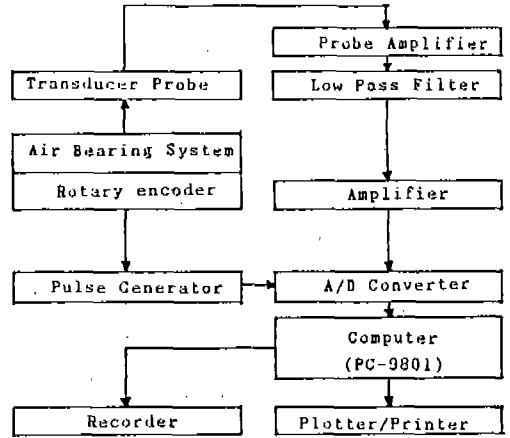 Probe Amplifier
Transducer Probe
Low Pass Filter
Air Bearing System
Rotary encoder
Amplifier
Pulse Generator
A/D Converter
Computer
(PC-9801)
Recorder
Plotter/Printer